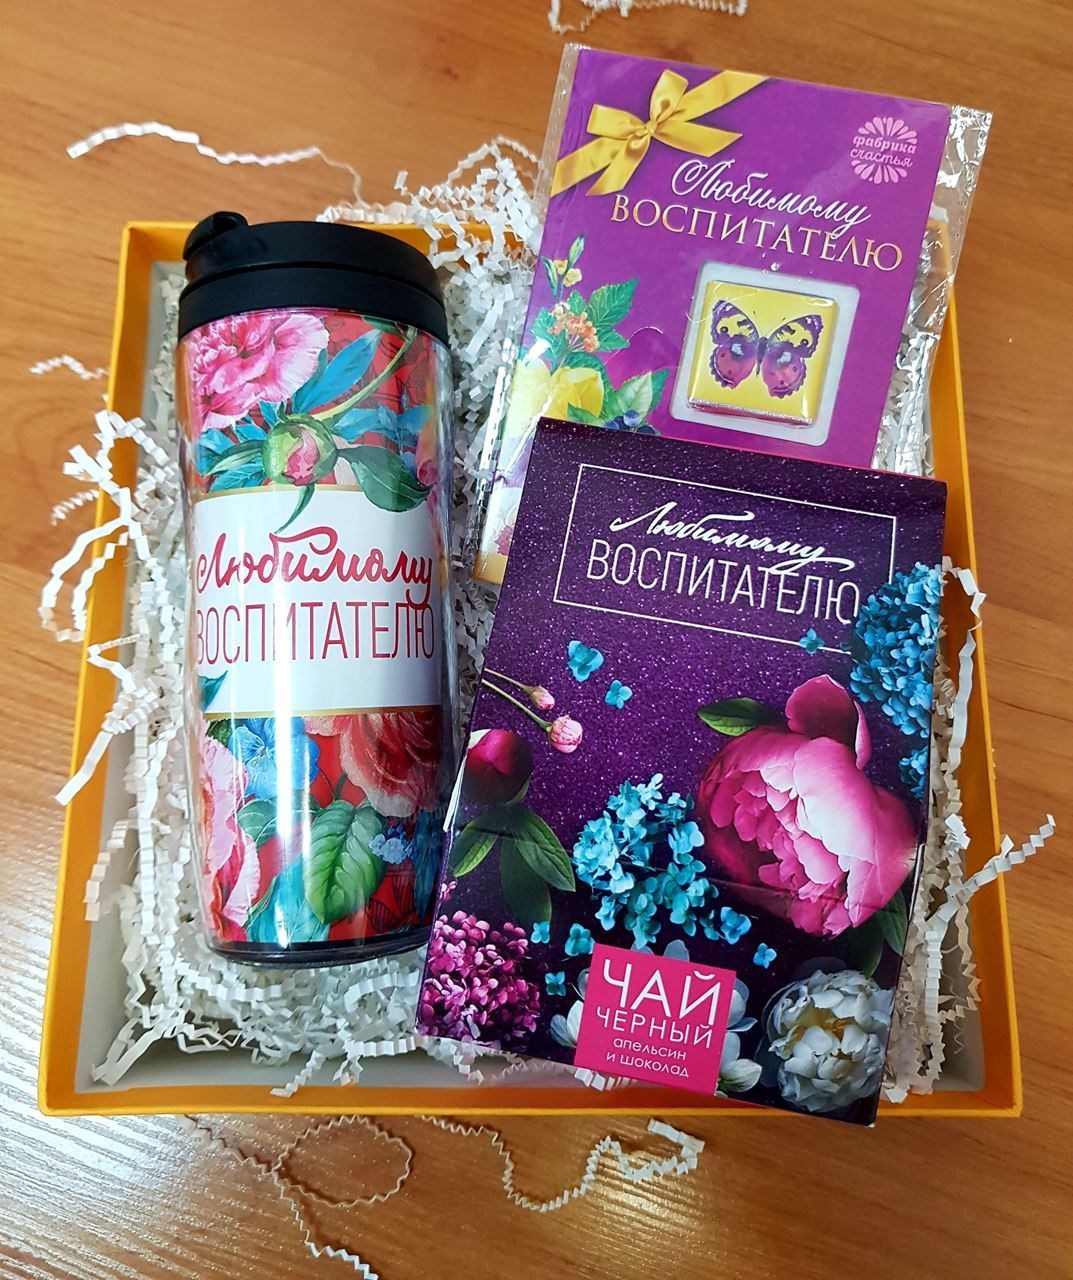 фабрика
счастья
Любимому
ВОСПИТАТЕЛЮ
Любимому
ВОСПИТАТЕЛЮ
Любимому
ВОСПИТАТЕЛЮ
ЧАЙ
ЧЕРНЫЙ
апельсин
и шоколад